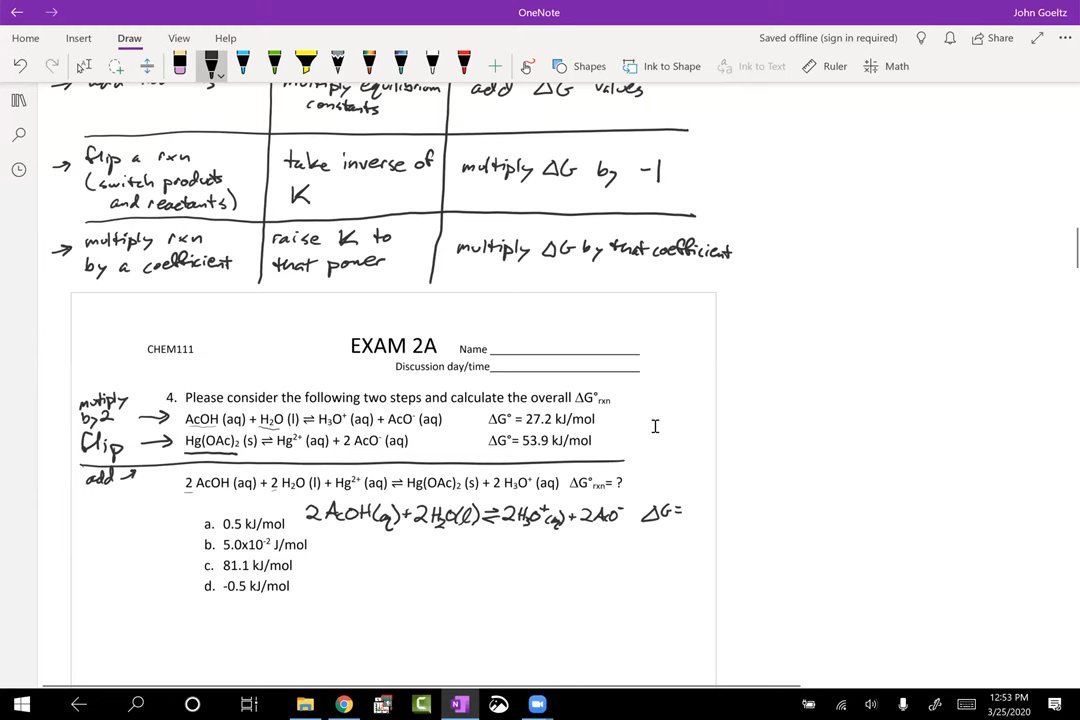 OneNote
John Goeltz
Home Insert Draw View Help
Saved offline (sign in required)
Share
Shapes
Ink to Shape
Ink to Text
Ruler
Math
multiply equilibrium constants
add ΔG values
→ flip a rxn
(switch products
and reactants)
take inverse of
K
multiply ΔG by -1
→ multiply rxn
by a coefficient
raise K to
that power
multiply ΔG by that coefficient
CHEM111
EXAM 2A
Name
Discussion day/time
4. Please consider the following two steps and calculate the overall ΔG°rxn
mutiply
by 2 →
AcOH (aq) + H₂O (l) ⇌ H₃O⁺ (aq) + AcO⁻ (aq) ΔG° = 27.2 kJ/mol
Flip →
Hg(OAc)₂ (s) ⇌ Hg²⁺ (aq) + 2 AcO⁻ (aq) ΔG°= 53.9 kJ/mol
add →
2 AcOH (aq) + 2 H₂O (l) + Hg²⁺ (aq) ⇌ Hg(OAc)₂ (s) + 2 H₃O⁺ (aq) ΔG°rxn= ?
2 AcOH(aq) + 2H₂O(l) ⇌ 2H₃O⁺(aq) + 2AcO⁻ ΔG=
a. 0.5 kJ/mol
b. 5.0x10⁻² J/mol
c. 81.1 kJ/mol
d. -0.5 kJ/mol
12:53 PM
3/25/2020